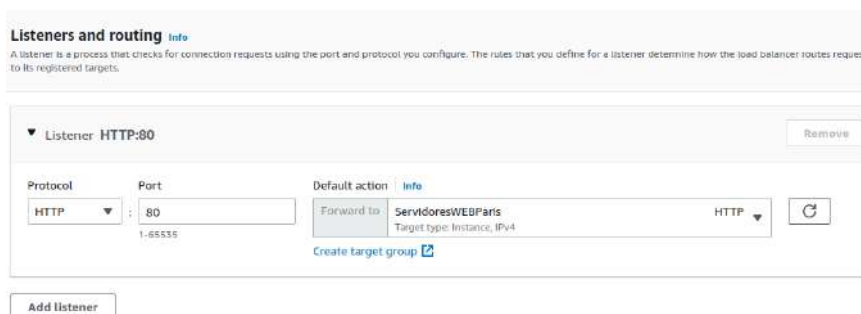 Listeners and routing Info
A listener is a process that checks for connection requests using the port and protocol you configure. The rules that you define for a listener determine how the load balancer routes reque
to its registered targets.
▼ Listener HTTP:80
Remove
Protocol Port Default action Info
HTTP : 80 Forward to ServidoresWEBParis HTTP
Target type: Instance, IPv4
1-65535
Create target group
Add listener